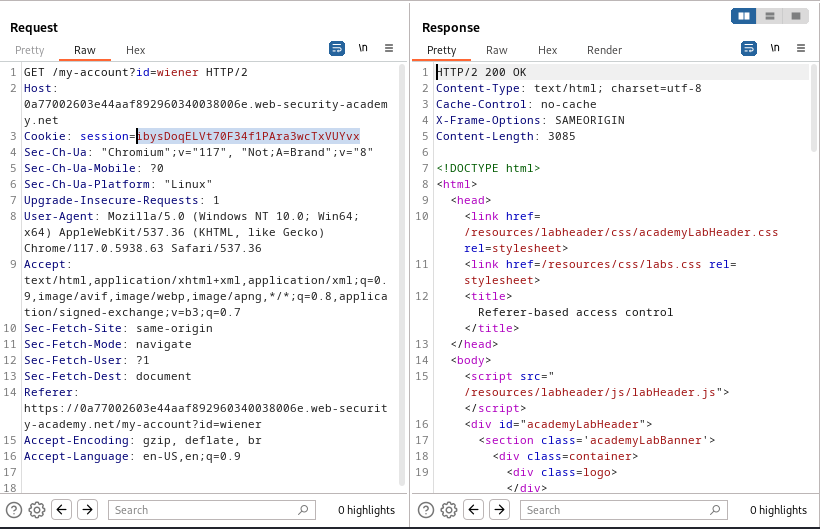 Request
Pretty Raw Hex \n
1 GET /my-account?id=wiener HTTP/2
2 Host:
0a77002603e44aaf892960340038006e.web-security-academ
y.net
3 Cookie: session=ibysDoqELVt70F34f1PAra3wcTxVUYvx
4 Sec-Ch-Ua: "Chromium";v="117", "Not;A=Brand";v="8"
5 Sec-Ch-Ua-Mobile: ?0
6 Sec-Ch-Ua-Platform: "Linux"
7 Upgrade-Insecure-Requests: 1
8 User-Agent: Mozilla/5.0 (Windows NT 10.0; Win64;
x64) AppleWebKit/537.36 (KHTML, like Gecko)
Chrome/117.0.5938.63 Safari/537.36
9 Accept:
text/html,application/xhtml+xml,application/xml;q=0.
9,image/avif,image/webp,image/apng,*/*;q=0.8,applica
tion/signed-exchange;v=b3;q=0.7
10 Sec-Fetch-Site: same-origin
11 Sec-Fetch-Mode: navigate
12 Sec-Fetch-User: ?1
13 Sec-Fetch-Dest: document
14 Referer:
https://0a77002603e44aaf892960340038006e.web-securit
y-academy.net/my-account?id=wiener
15 Accept-Encoding: gzip, deflate, br
16 Accept-Language: en-US,en;q=0.9
17
18
Search 0 highlights
Response
Pretty Raw Hex Render \n
1 HTTP/2 200 OK
2 Content-Type: text/html; charset=utf-8
3 Cache-Control: no-cache
4 X-Frame-Options: SAMEORIGIN
5 Content-Length: 3085
6
7 <!DOCTYPE html>
8 <html>
9 <head>
10 <link href=
/resources/labheader/css/academyLabHeader.css
rel=stylesheet>
11 <link href=/resources/css/labs.css rel=
stylesheet>
12 <title>
Referer-based access control
</title>
13 </head>
14 <body>
15 <script src="
/resources/labheader/js/labHeader.js">
</script>
16 <div id="academyLabHeader">
17 <section class='academyLabBanner'>
18 <div class=container>
19 <div class=logo>
</div>
Search 0 highlights